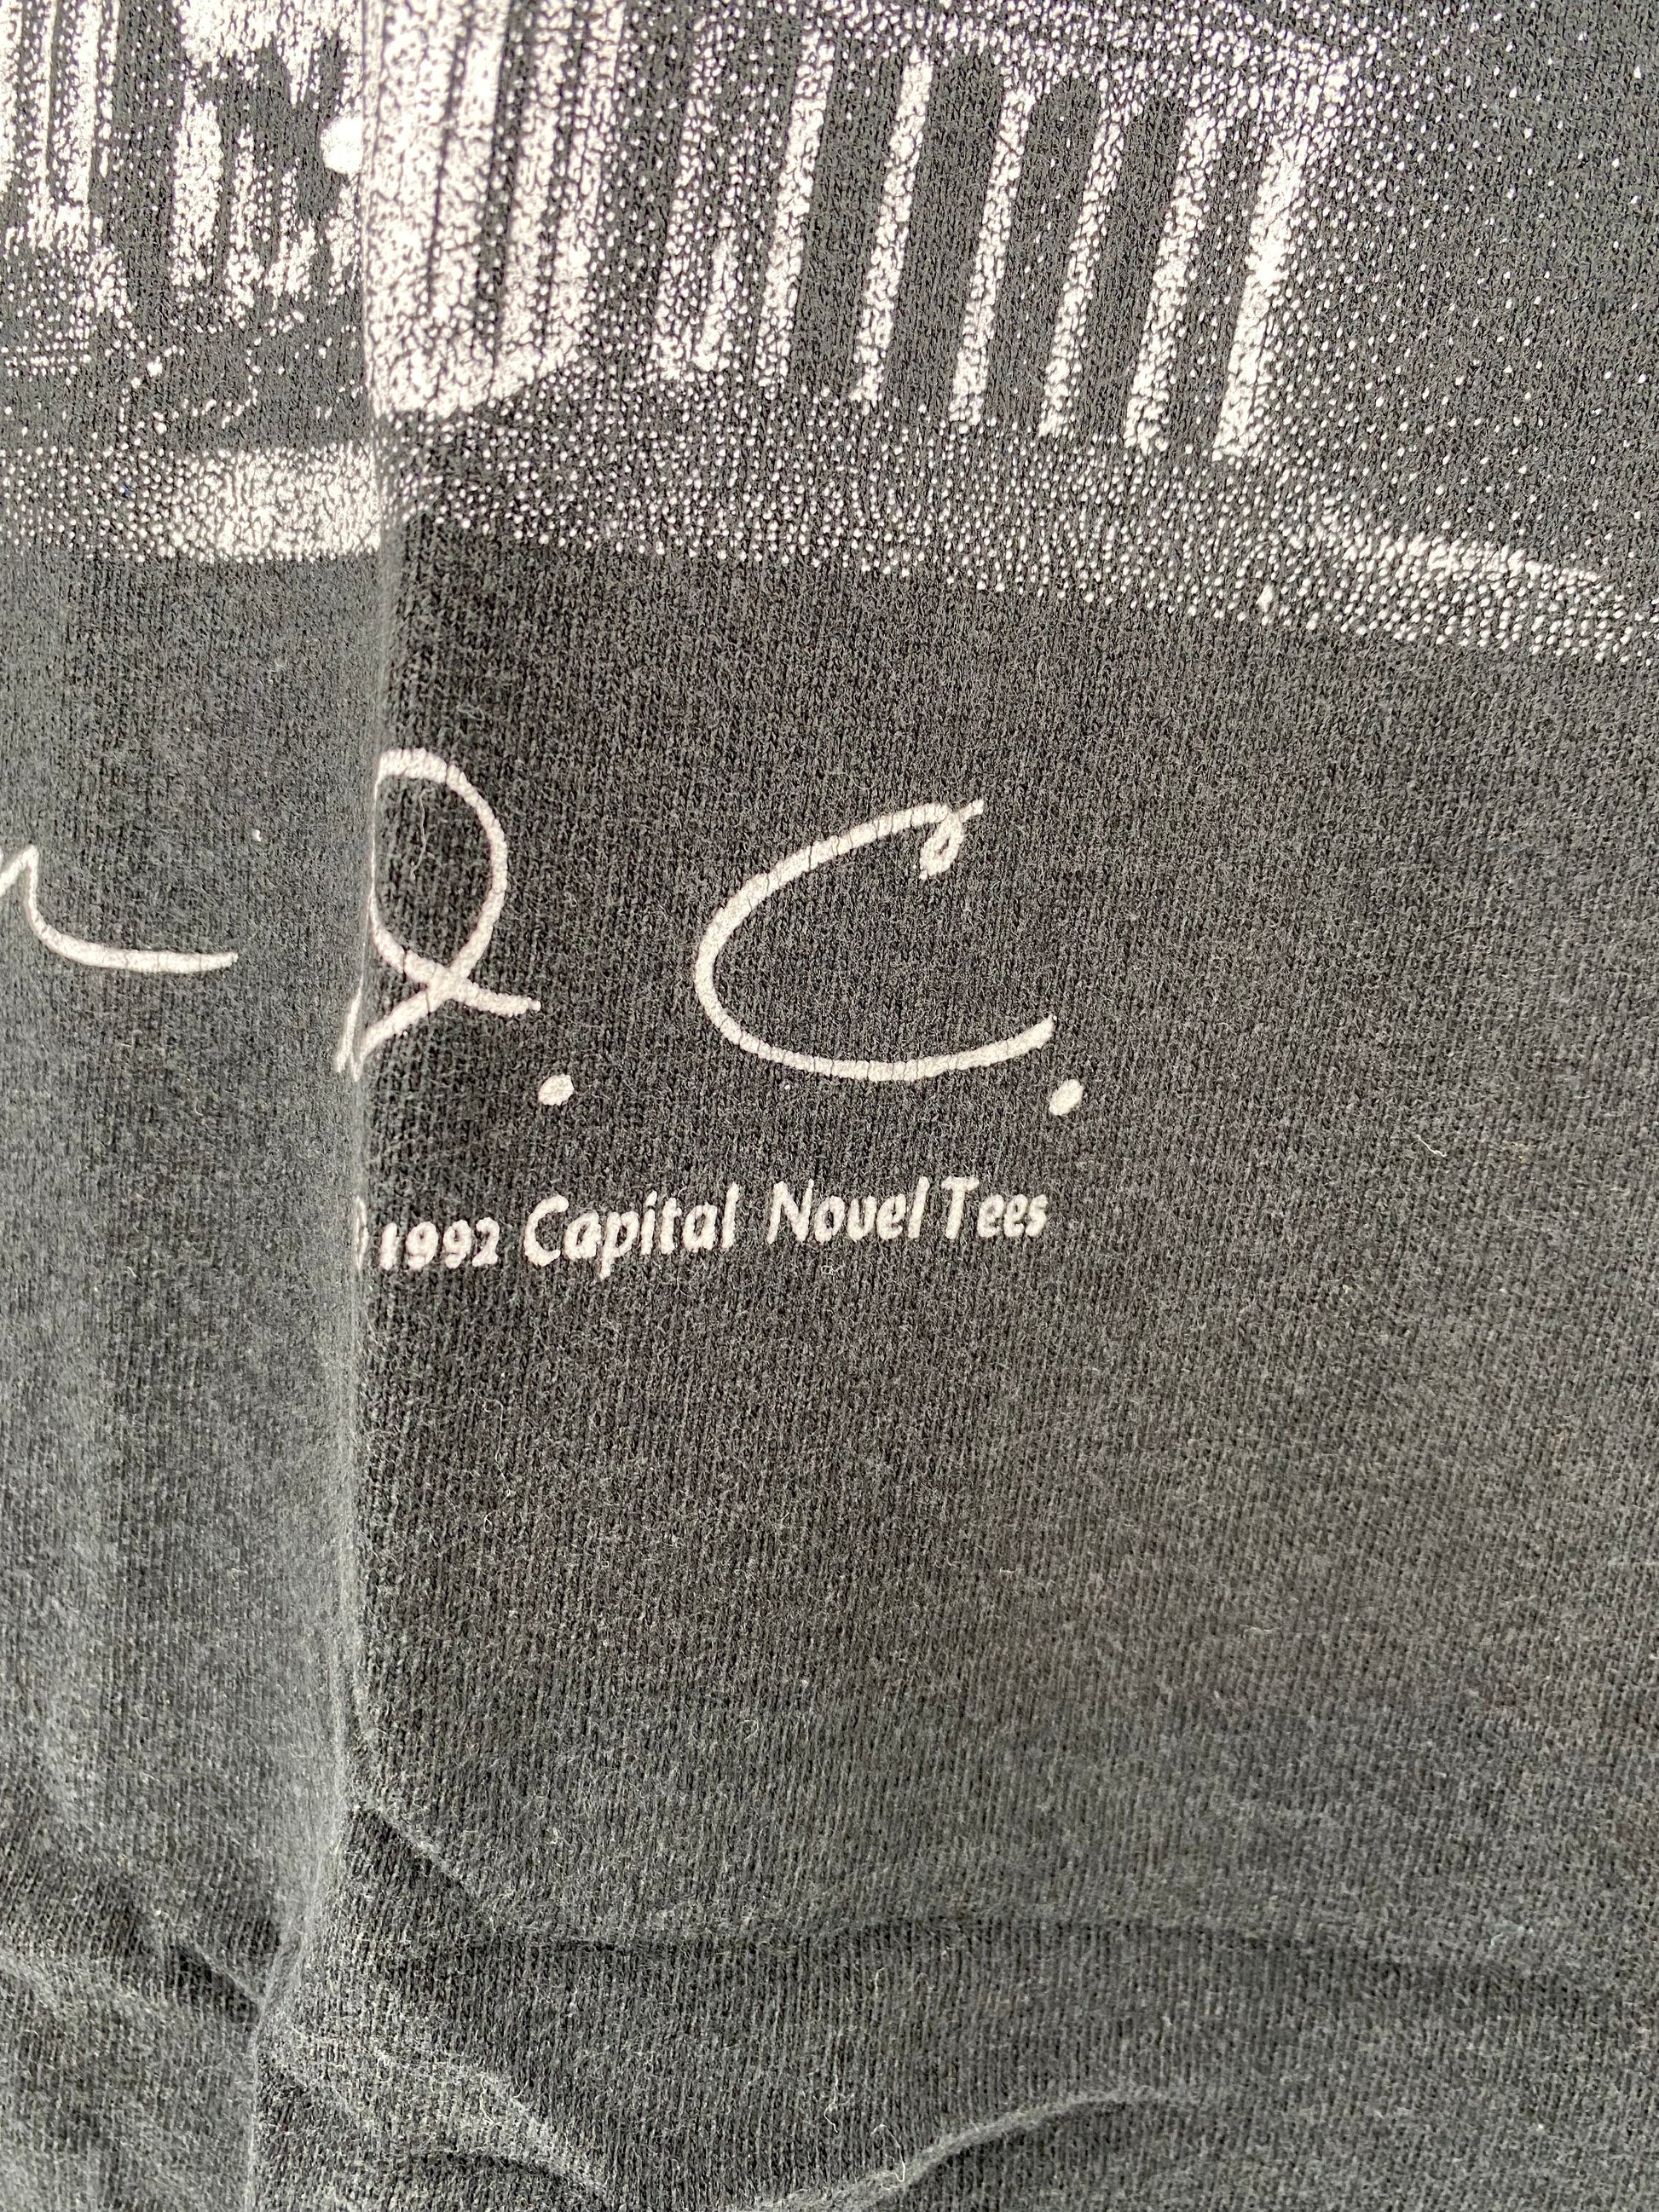 n D. C.
© 1992 Capital Novel Tees